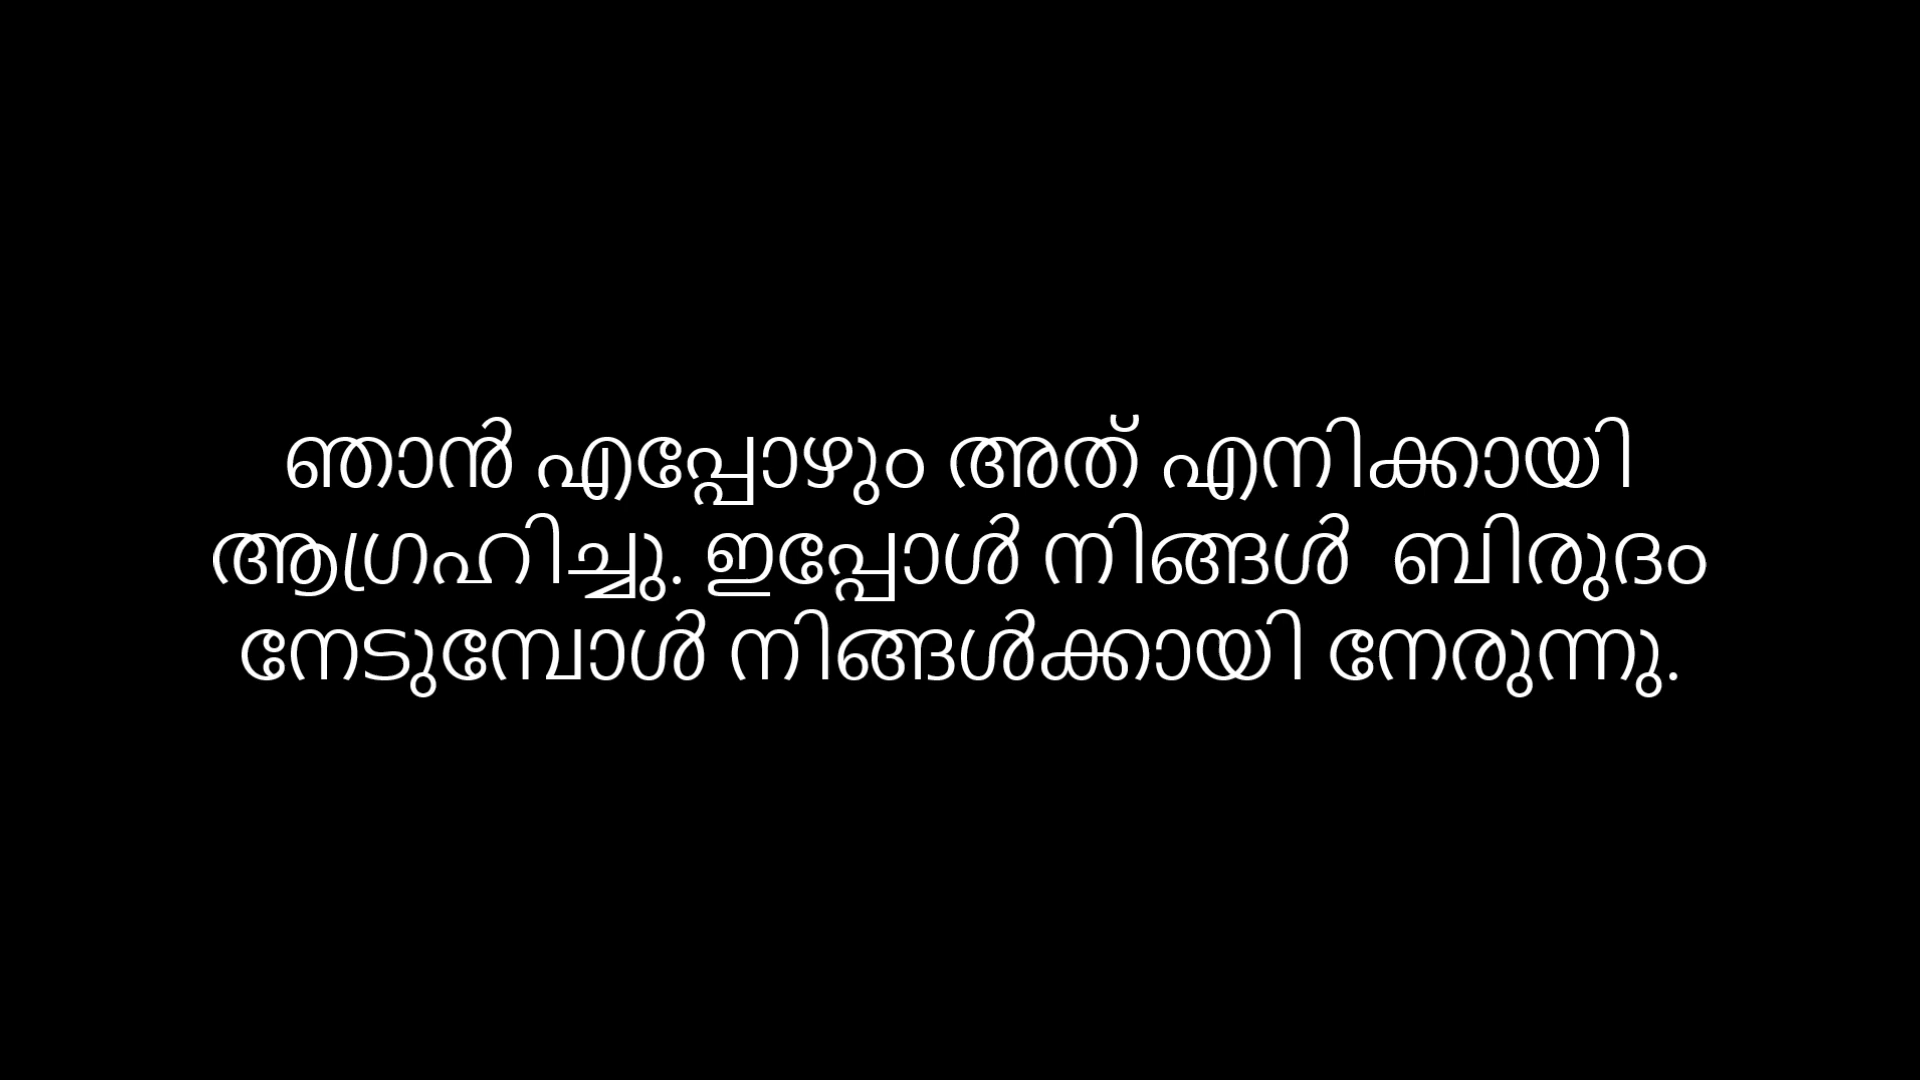 ഞാൻ എപ്പോഴും അത് എനിക്കായി
ആഗ്രഹിച്ചു. ഇപ്പോൾ നിങ്ങൾ  ബിരുദം
നേടുമ്പോൾ നിങ്ങൾക്കായി നേരുന്നു.